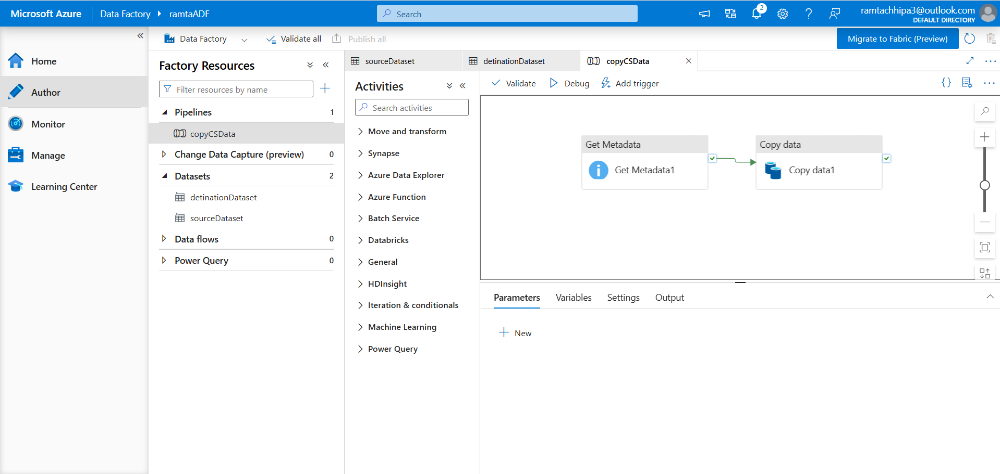 Microsoft Azure
Data Factory
ramtaADF
Search
2
ramtachhipa3@outlook.com
DEFAULT DIRECTORY
Data Factory
Validate all
Publish all
Migrate to Fabric (Preview)
Home
Author
Monitor
Manage
Learning Center
Factory Resources
Filter resources by name
Pipelines 1
copyCSData
Change Data Capture (preview) 0
Datasets 2
detinationDataset
sourceDataset
Data flows 0
Power Query 0
sourceDataset
detinationDataset
copyCSData
Activities
Search activities
Move and transform
Synapse
Azure Data Explorer
Azure Function
Batch Service
Databricks
General
HDInsight
Iteration & conditionals
Machine Learning
Power Query
Validate
Debug
Add trigger
Get Metadata
Get Metadata1
Copy data
Copy data1
Parameters
Variables
Settings
Output
New